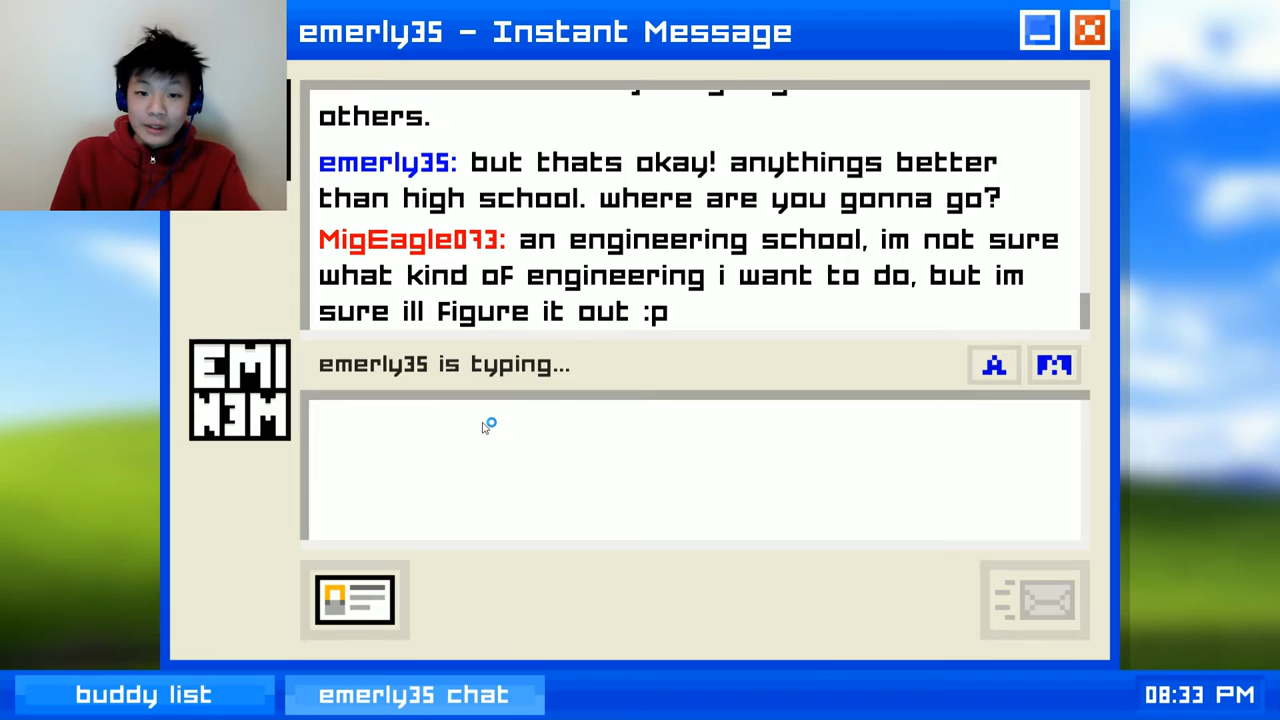 emerly35 - Instant Message
others.
emerly35: but thats okay! anythings better
than high school. where are you gonna go?
MigEagle073: an engineering school, im not sure
what kind of engineering i want to do, but im
sure ill figure it out :p
emerly35 is typing...
A
EMI
NEM
buddy list
emerly35 chat
08:33 PM